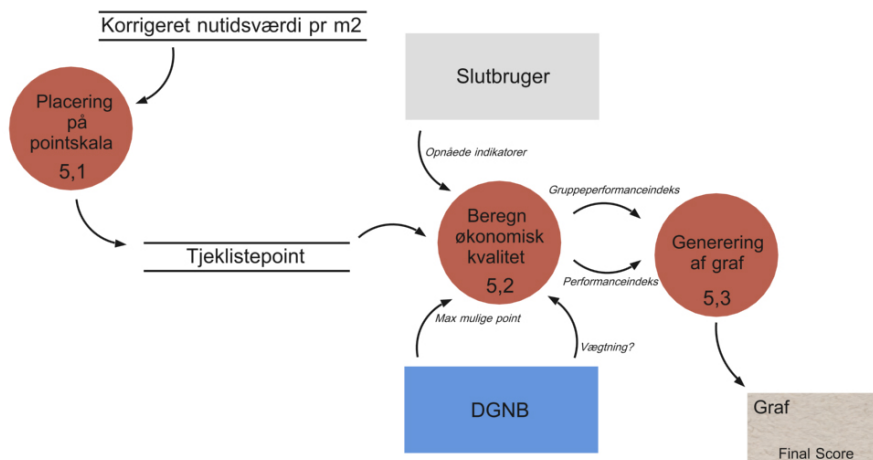 Korrigeret nutidsværdi pr m2
Placering
på
pointskala
5,1
Tjeklistepoint
Slutbruger
Opnåede indikatorer
Beregn
økonomisk
kvalitet
5,2
Gruppeperformanceindeks
Performanceindeks
Generering
af graf
5,3
Max mulige point
Vægtning?
DGNB
Graf
Final Score